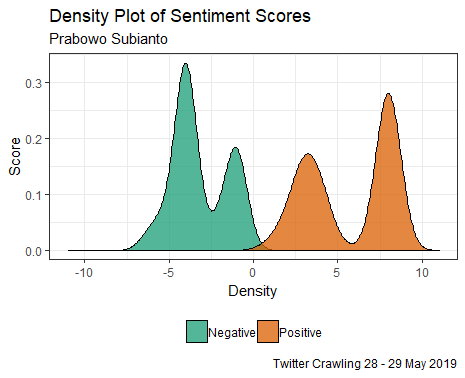 Density Plot of Sentiment Scores
Prabowo Subianto
Score
0.3
0.2
0.1
0.0
-10 -5 0 5 10
Density
Negative Positive
Twitter Crawling 28 - 29 May 2019